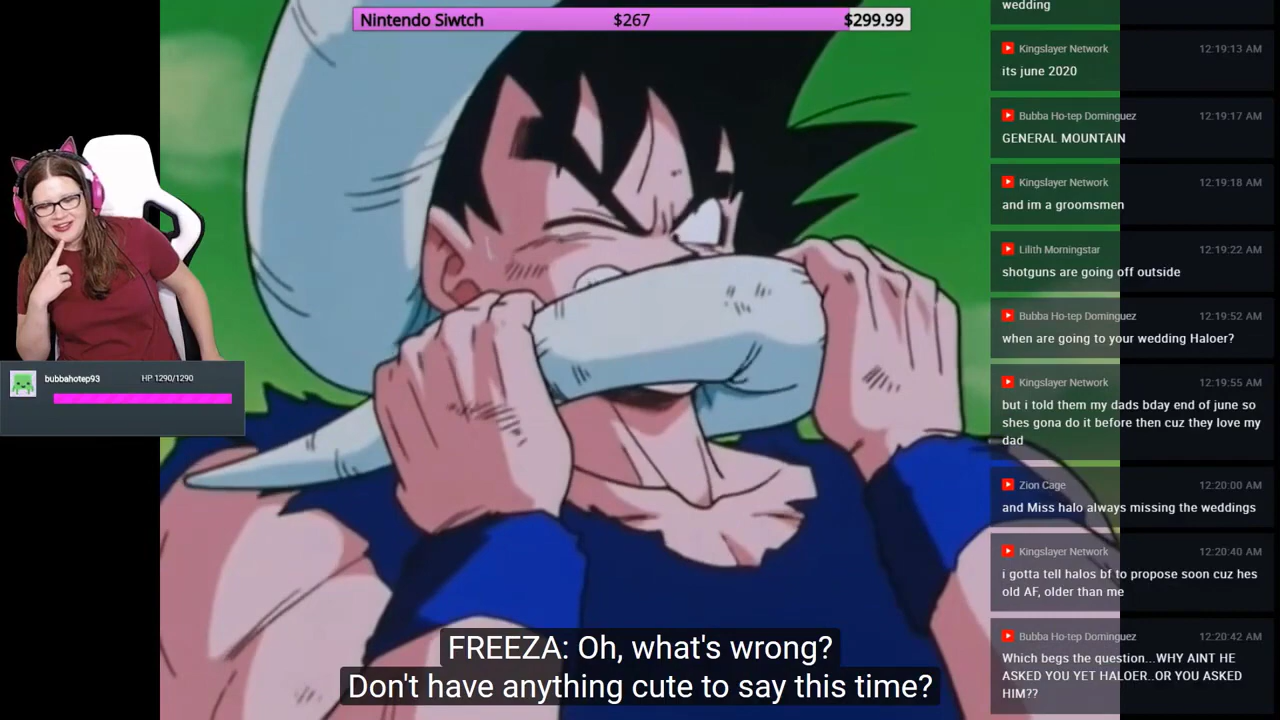 Nintendo Siwtch $267 $299.99
wedding
Kingslayer Network 12:19:13 AM
its june 2020
Bubba Ho-tep Dominguez 12:19:17 AM
GENERAL MOUNTAIN
Kingslayer Network 12:19:18 AM
and im a groomsmen
Lilith Morningstar 12:19:22 AM
shotguns are going off outside
Bubba Ho-tep Dominguez 12:19:52 AM
when are going to your wedding Haloer?
Kingslayer Network 12:19:55 AM
but i told them my dads bday end of june so
shes gona do it before then cuz they love my
dad
Zion Cage 12:20:00 AM
and Miss halo always missing the weddings
Kingslayer Network 12:20:40 AM
i gotta tell halos bf to propose soon cuz hes
old AF, older than me
Bubba Ho-tep Dominguez 12:20:42 AM
Which begs the question...WHY AINT HE
ASKED YOU YET HALOER..OR YOU ASKED
HIM??
bubbahotep93 HP 1290/1290
FREEZA: Oh, what's wrong?
Don't have anything cute to say this time?